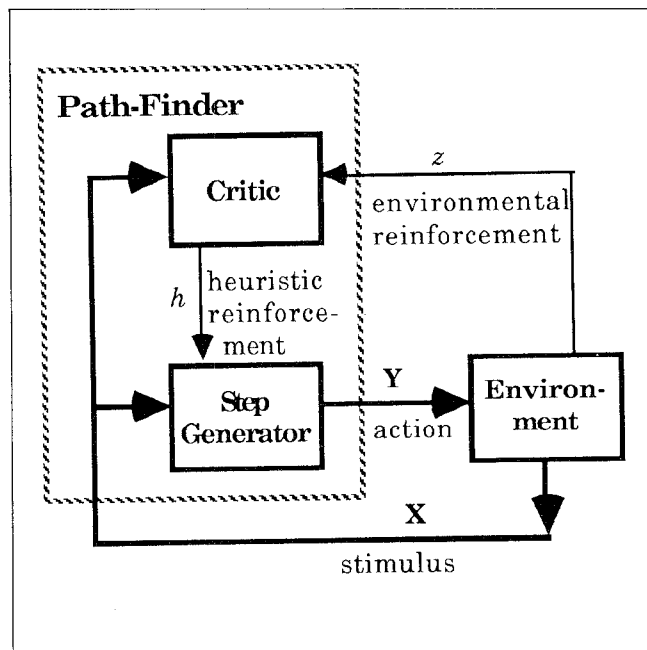 Path-Finder
Critic
z
environmental
reinforcement
h
heuristic
reinforce-
ment
Step
Generator
Y
action
Environ-
ment
X
stimulus